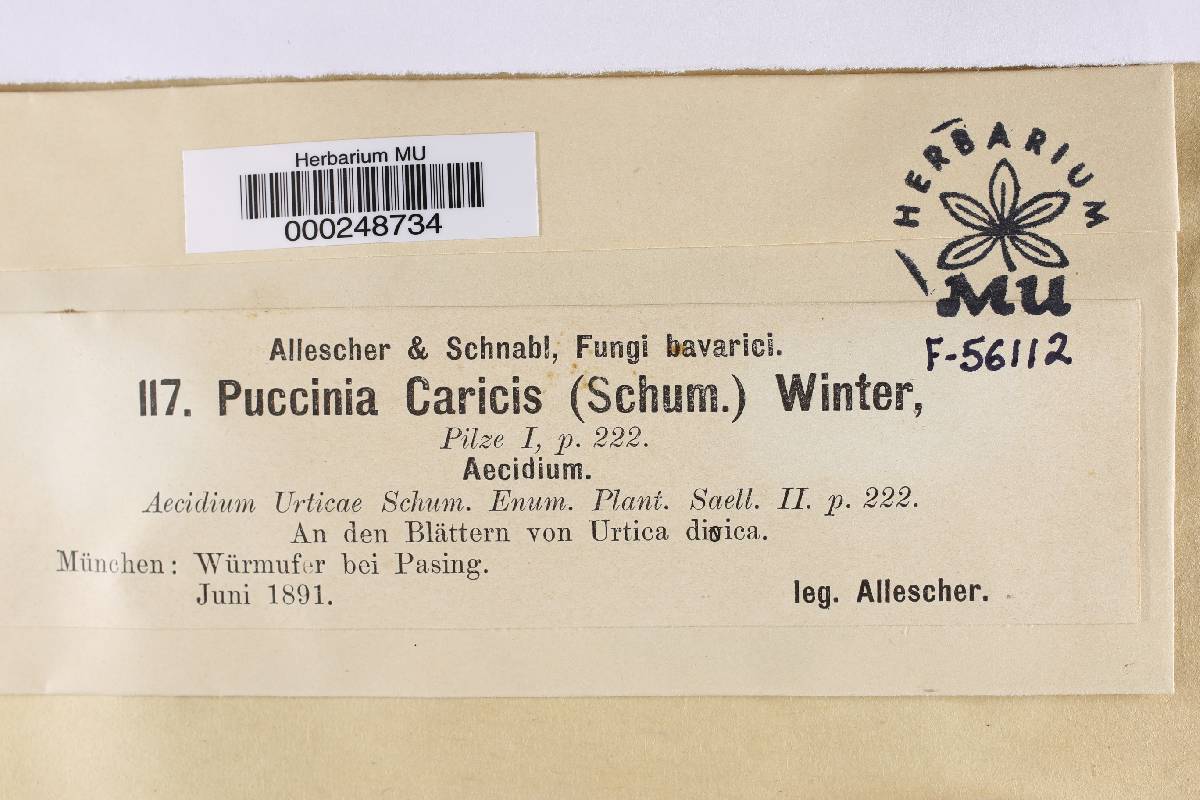 Herbarium MU
000248734
HERBARIUM
MU
F-56112
Allescher & Schnabl, Fungi bavarici.
117. Puccinia Caricis (Schum.) Winter,
Pilze I, p. 222.
Aecidium.
Aecidium Urticae Schum. Enum. Plant. Saell. II. p. 222.
An den Blättern von Urtica dioica.
München: Würmufer bei Pasing.
Juni 1891.
leg. Allescher.